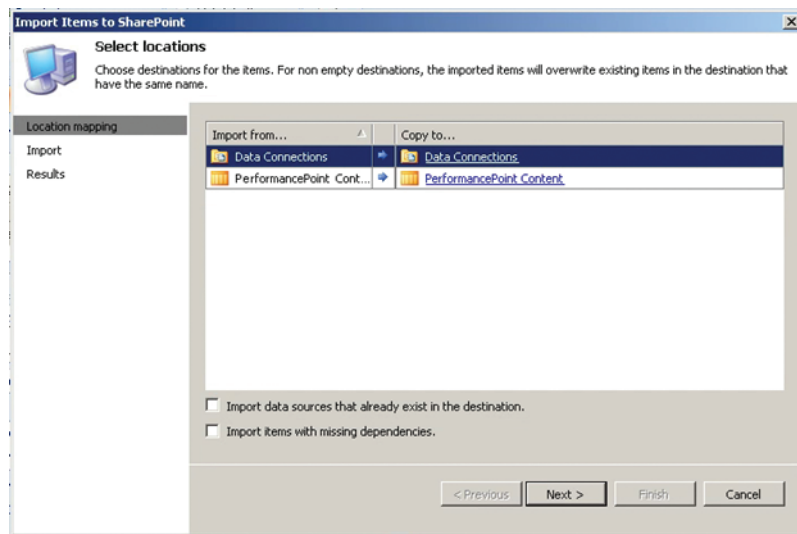 Import Items to SharePoint
Select locations
Choose destinations for the items. For non empty destinations, the imported items will overwrite existing items in the destination that
have the same name.
Location mapping
Import
Results
Import from... Copy to...
Data Connections Data Connections
PerformancePoint Cont... PerformancePoint Content
Import data sources that already exist in the destination.
Import items with missing dependencies.
< Previous Next > Finish Cancel